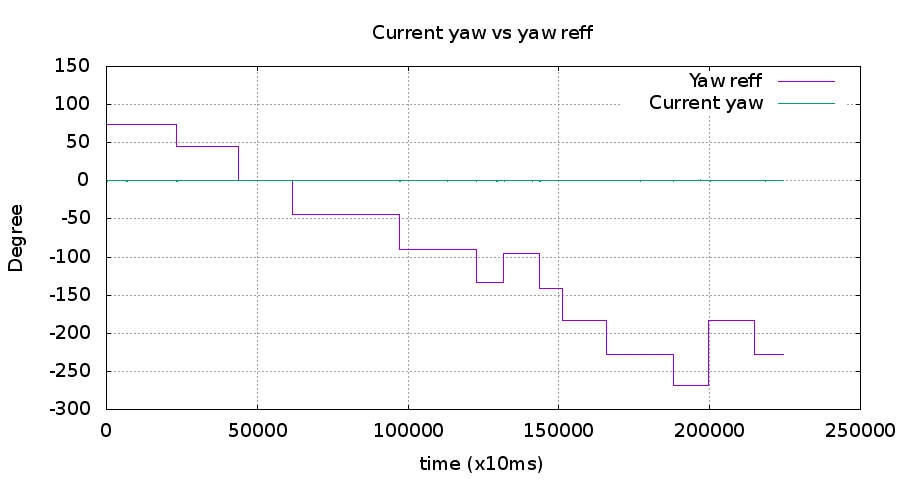 Current yaw vs yaw reff
Yaw reff
Current yaw
150
100
50
0
-50
-100
-150
-200
-250
-300
Degree
0 50000 100000 150000 200000 250000
time (x10ms)